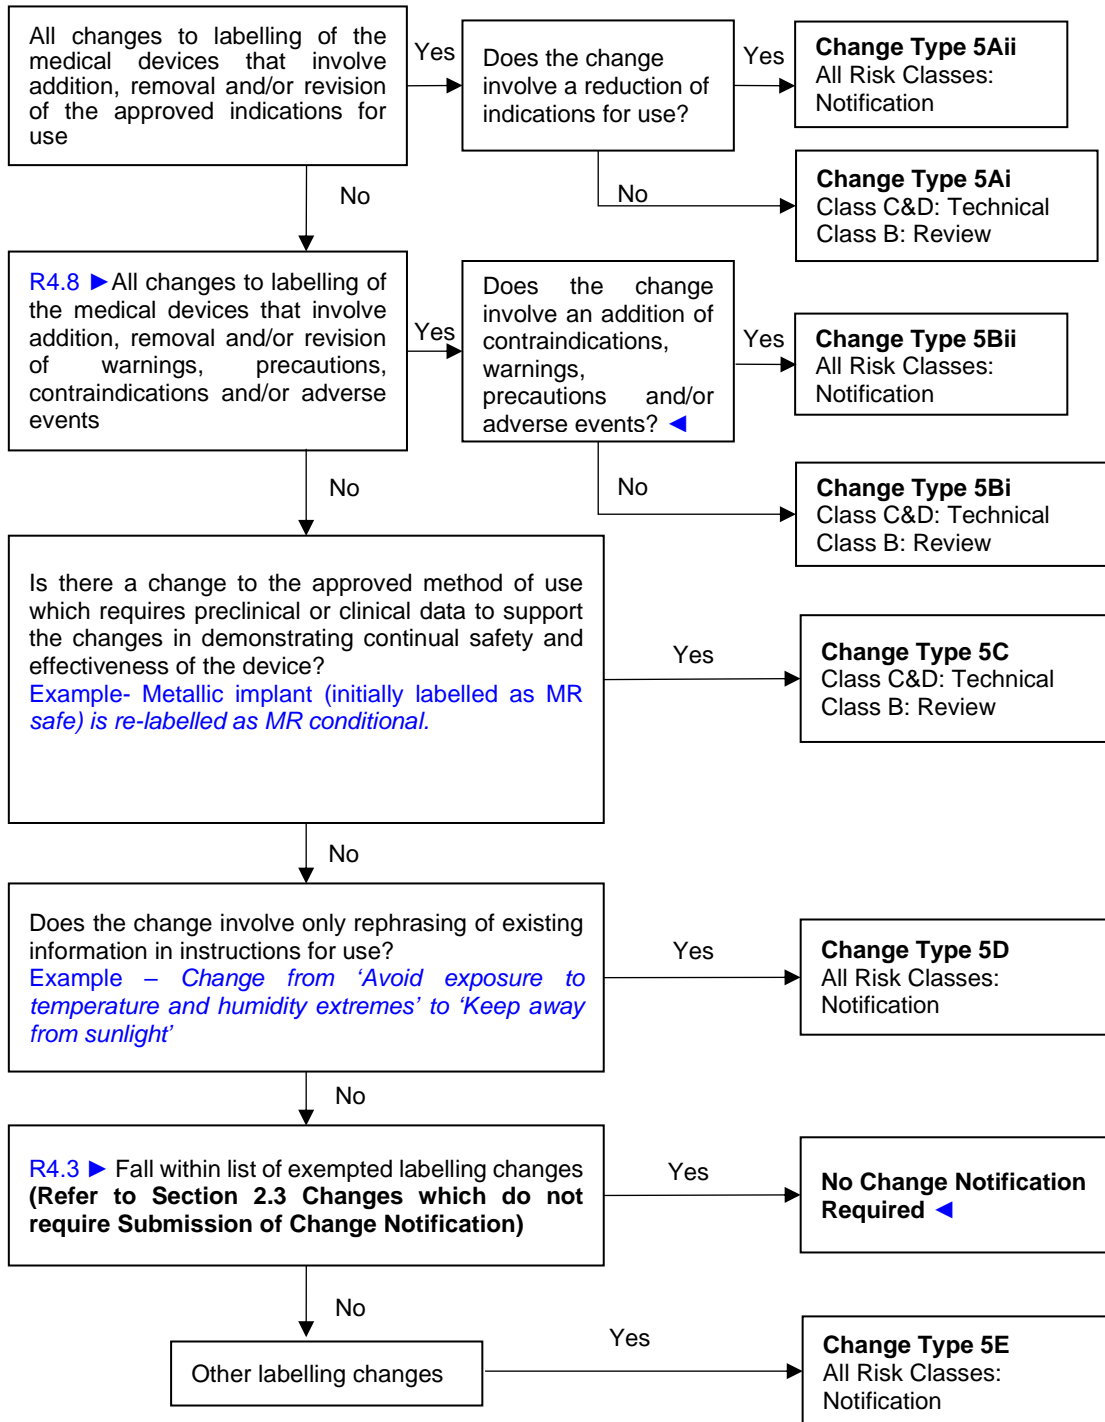 All changes to labelling of the
medical devices that involve
addition, removal and/or revision
of the approved indications for
use
Yes
Does the change
involve a reduction of
indications for use?
Yes
Change Type 5Aii
All Risk Classes:
Notification
No
No
Change Type 5Ai
Class C&D: Technical
Class B: Review
R4.8 ►All changes to labelling of
the medical devices that involve
addition, removal and/or revision
of warnings, precautions,
contraindications and/or adverse
events
Yes
Does the change
involve an addition of
contraindications,
warnings,
precautions and/or
adverse events? ◄
Yes
Change Type 5Bii
All Risk Classes:
Notification
No
No
Change Type 5Bi
Class C&D: Technical
Class B: Review
Is there a change to the approved method of use
which requires preclinical or clinical data to support
the changes in demonstrating continual safety and
effectiveness of the device?
Example- Metallic implant (initially labelled as MR
safe) is re-labelled as MR conditional.
Yes
Change Type 5C
Class C&D: Technical
Class B: Review
No
Does the change involve only rephrasing of existing
information in instructions for use?
Example – Change from ‘Avoid exposure to
temperature and humidity extremes’ to ‘Keep away
from sunlight’
Yes
Change Type 5D
All Risk Classes:
Notification
No
R4.3 ► Fall within list of exempted labelling changes
(Refer to Section 2.3 Changes which do not
require Submission of Change Notification)
Yes
No Change Notification
Required ◄
No
Other labelling changes
Yes
Change Type 5E
All Risk Classes:
Notification